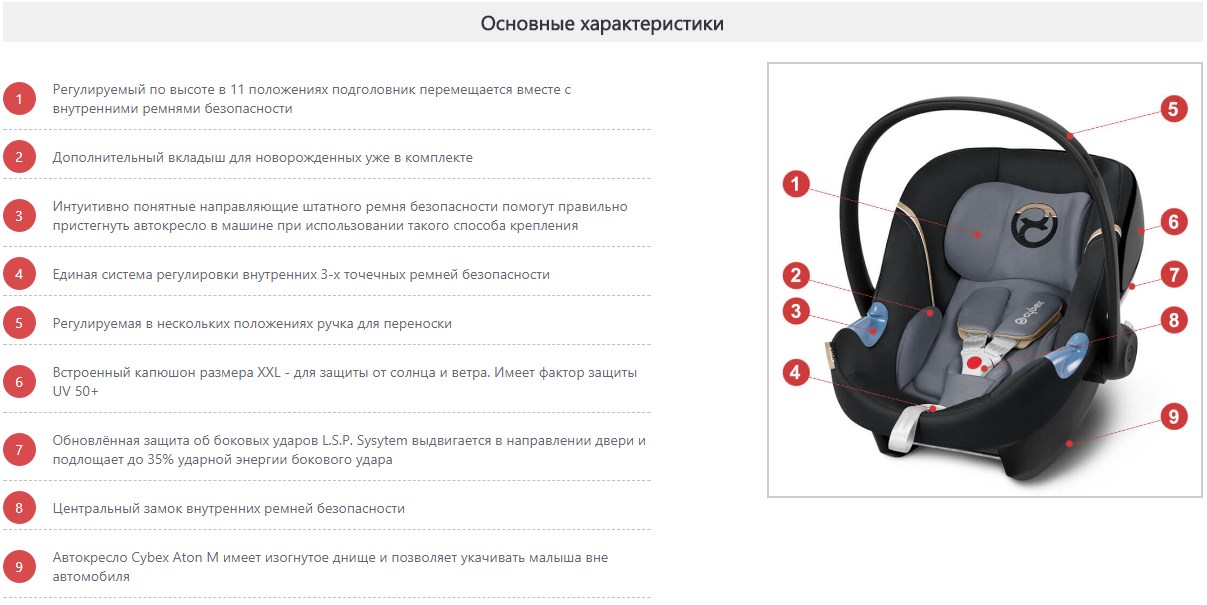 Основные характеристики
1
Регулируемый по высоте в 11 положениях подголовник перемещается вместе с
внутренними ремнями безопасности
2
Дополнительный вкладыш для новорожденных уже в комплекте
3
Интуитивно понятные направляющие штатного ремня безопасности помогут правильно
пристегнуть автокресло в машине при использовании такого способа крепления
4
Единая система регулировки внутренних 3-х точечных ремней безопасности
5
Регулируемая в нескольких положениях ручка для переноски
6
Встроенный капюшон размера XXL - для защиты от солнца и ветра. Имеет фактор защиты
UV 50+
7
Обновлённая защита об боковых ударов L.S.P. Sysytem выдвигается в направлении двери и
подлощает до 35% ударной энергии бокового удара
8
Центральный замок внутренних ремней безопасности
9
Автокресло Cybex Aton M имеет изогнутое днище и позволяет укачивать малыша вне
автомобиля
5
1
6
2
7
3
8
4
9
cybex